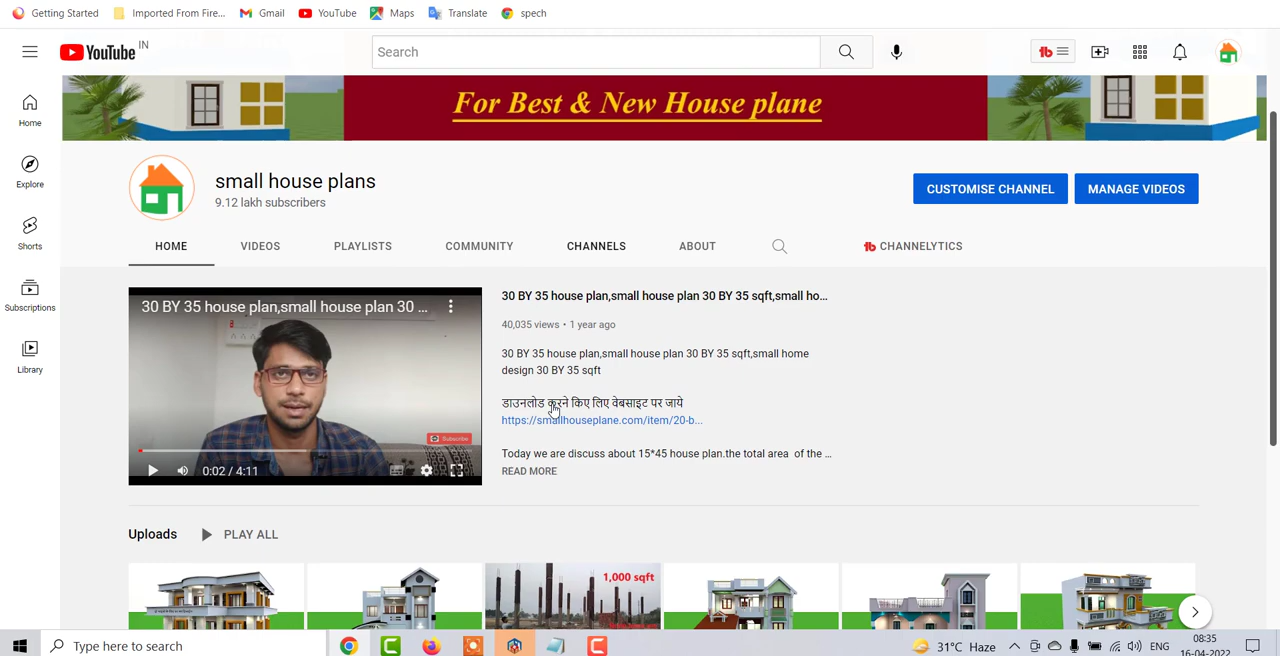 Getting Started Imported From Fire... Gmail YouTube Maps Translate spech
YouTube IN Search
For Best & New House plane
Home
Explore
Shorts
Subscriptions
Library
small house plans
9.12 lakh subscribers
CUSTOMISE CHANNEL MANAGE VIDEOS
HOME VIDEOS PLAYLISTS COMMUNITY CHANNELS ABOUT CHANNELYTICS
30 BY 35 house plan,small house plan 30 ...
Subscribe
0:02 / 4:11
30 BY 35 house plan,small house plan 30 BY 35 sqft,small ho...
40,035 views • 1 year ago
30 BY 35 house plan,small house plan 30 BY 35 sqft,small home
design 30 BY 35 sqft
डाउनलोड करने किए लिए वेबसाइट पर जाये
https://smallhouseplane.com/item/20-b...
Today we are discuss about 15*45 house plan.the total area of the ...
READ MORE
Uploads PLAY ALL
1,000 sqft
Type here to search
31°C Haze ENG
08:35
16-04-2022